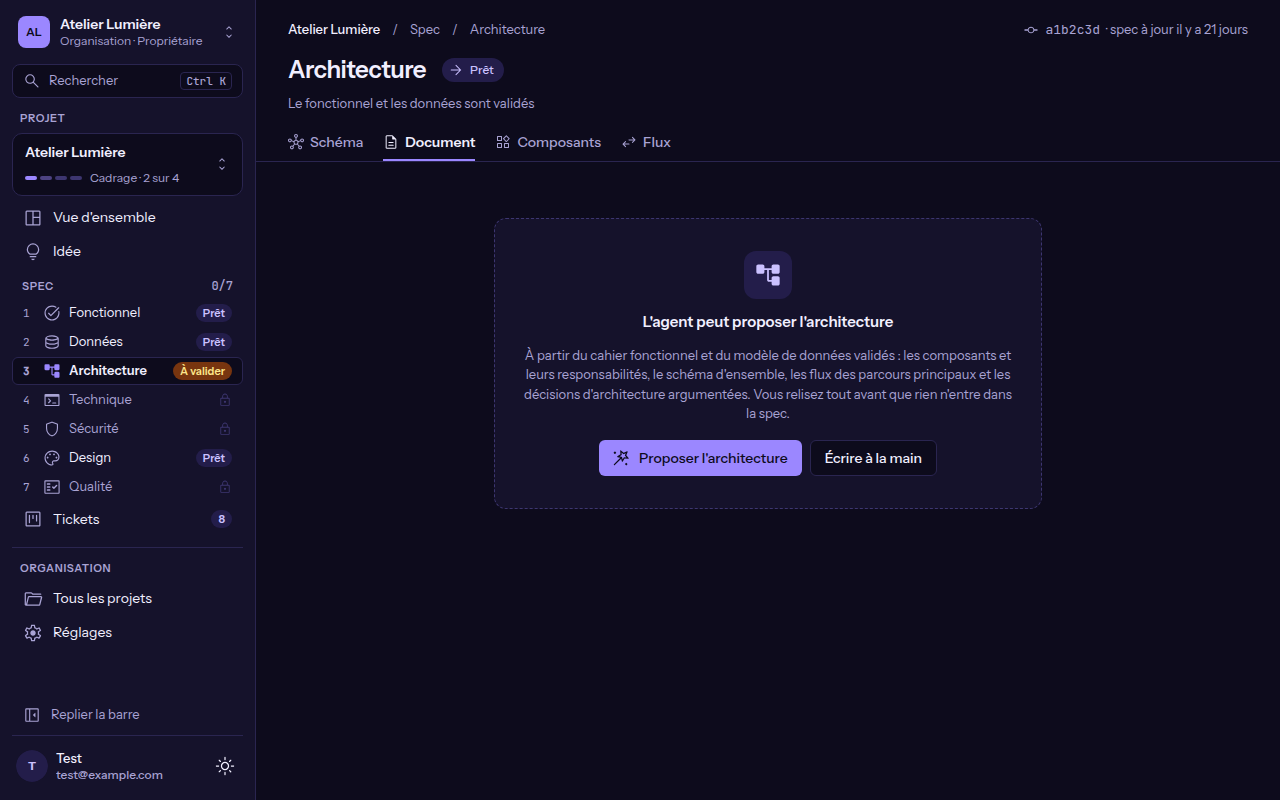 AL
Atelier Lumière
Organisation · Propriétaire
Rechercher
Ctrl K
PROJET
Atelier Lumière
Cadrage · 2 sur 4
Vue d'ensemble
Idée
SPEC 0/7
1 Fonctionnel Prêt
2 Données Prêt
3 Architecture À valider
4 Technique
5 Sécurité
6 Design Prêt
7 Qualité
Tickets 8
ORGANISATION
Tous les projets
Réglages
Replier la barre
T
Test
test@example.com
Atelier Lumière / Spec / Architecture
a1b2c3d · spec à jour il y a 21 jours
Architecture
Prêt
Le fonctionnel et les données sont validés
Schéma Document Composants Flux
L'agent peut proposer l'architecture
À partir du cahier fonctionnel et du modèle de données validés : les composants et
leurs responsabilités, le schéma d'ensemble, les flux des parcours principaux et les
décisions d'architecture argumentées. Vous relisez tout avant que rien n'entre dans
la spec.
Proposer l'architecture
Écrire à la main